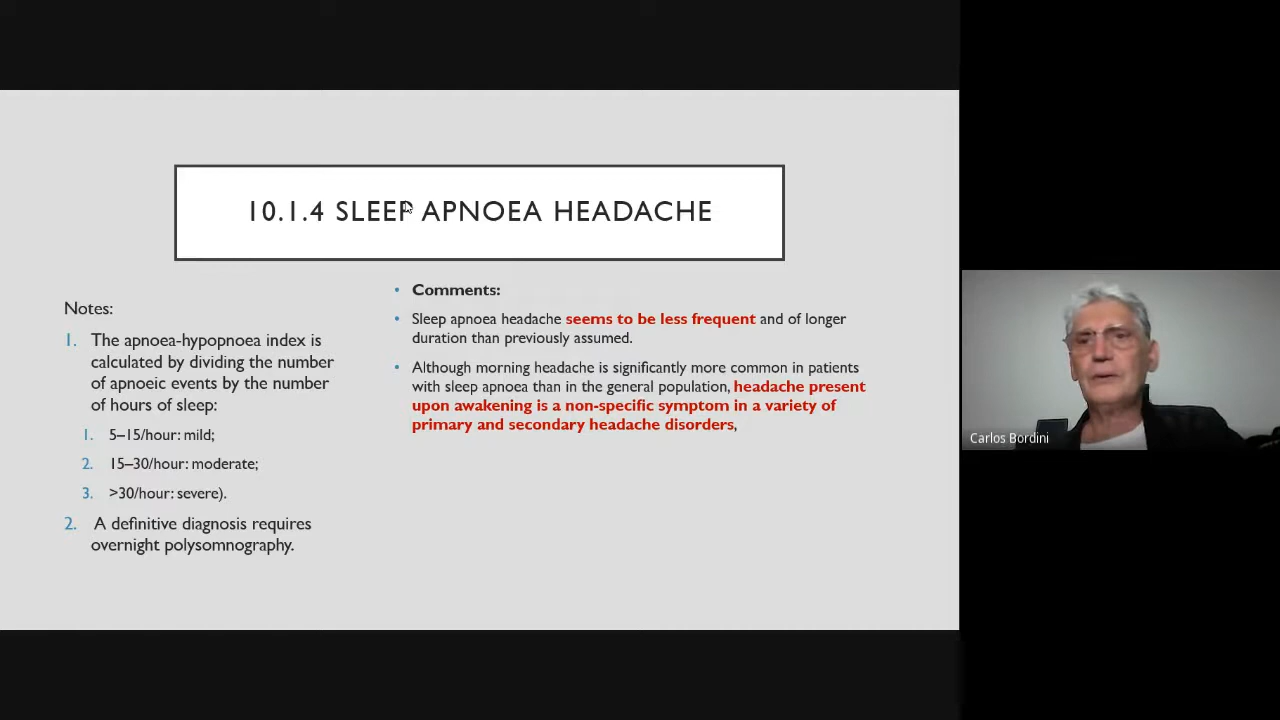 10.1.4 SLEEP APNOEA HEADACHE
Notes:
1. The apnoea-hypopnoea index is
calculated by dividing the number
of apnoeic events by the number
of hours of sleep:
1. 5–15/hour: mild;
2. 15–30/hour: moderate;
3. >30/hour: severe).
2. A definitive diagnosis requires
overnight polysomnography.
• Comments:
• Sleep apnoea headache seems to be less frequent and of longer
duration than previously assumed.
• Although morning headache is significantly more common in patients
with sleep apnoea than in the general population, headache present
upon awakening is a non-specific symptom in a variety of
primary and secondary headache disorders,
Carlos Bordini